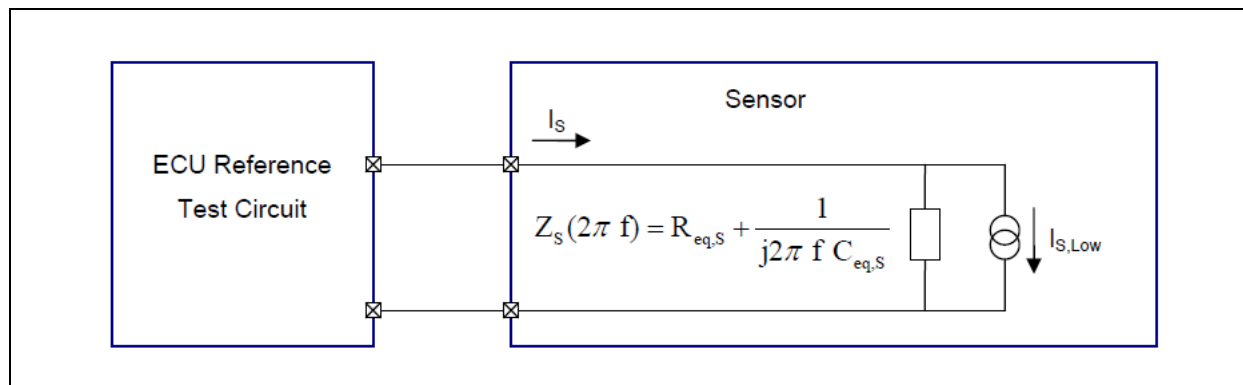 Sensor
I_S
ECU Reference
Test Circuit
Z_S(2π f) = R_eq,S + 1 / (j2π f C_eq,S)
I_S,Low